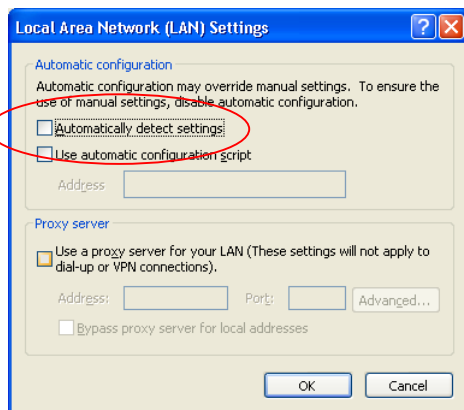 Local Area Network (LAN) Settings
Automatic configuration
Automatic configuration may override manual settings. To ensure the
use of manual settings, disable automatic configuration.
Automatically detect settings
Use automatic configuration script
Address
Proxy server
Use a proxy server for your LAN (These settings will not apply to
dial-up or VPN connections).
Address: Port: Advanced...
Bypass proxy server for local addresses
OK Cancel